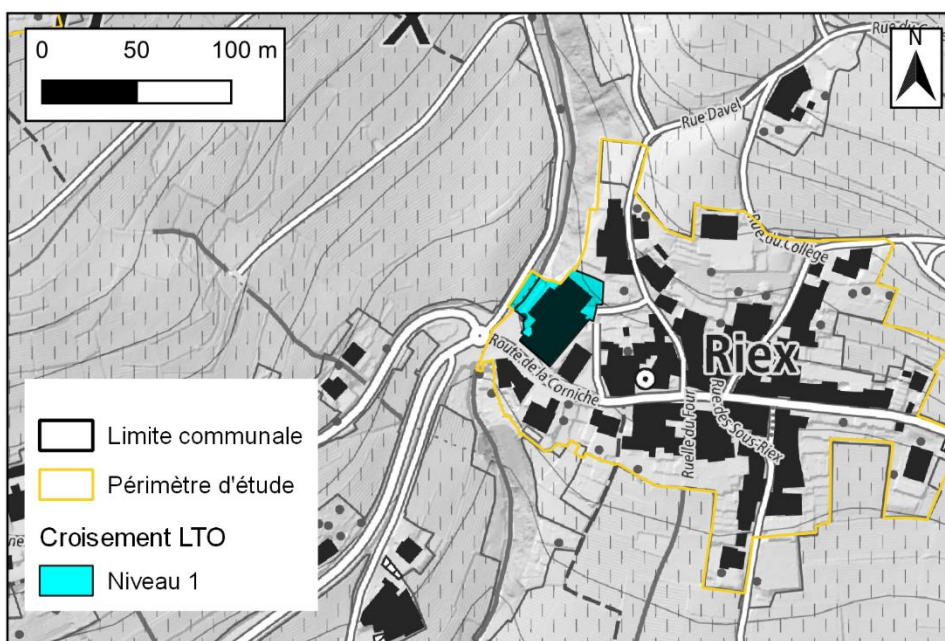 0 50 100 m
N
Rue Davel
Rue du Collège
Riex
Route de la Corniche
Ruelle du Four
Rue des Sous-Riex
Limite communale
Périmètre d'étude
Croisement LTO
Niveau 1